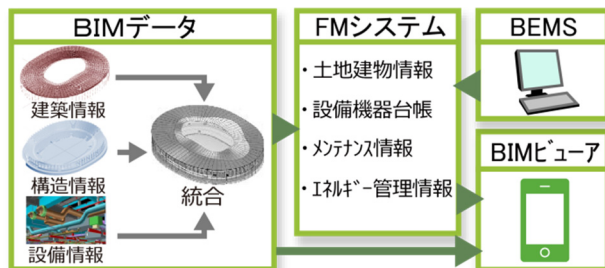 BIMデータ
建築情報
構造情報
設備情報
統合
FMシステム
・土地建物情報
・設備機器台帳
・メンテナンス情報
・エネルギー管理情報
BEMS
BIMビューア